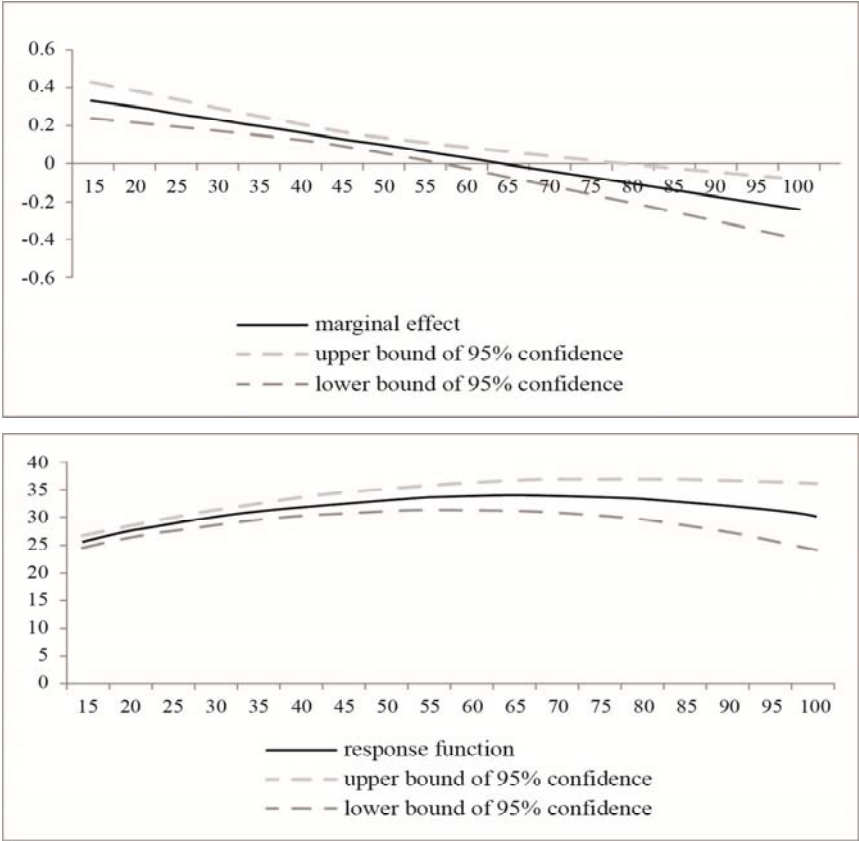 0.6
0.4
0.2
0
15 20 25 30 35 40 45 50 55 60 65 70 75 80 85 90 95 100
-0.2
-0.4
-0.6
marginal effect
upper bound of 95% confidence
lower bound of 95% confidence
40
35
30
25
20
15
10
5
0
15 20 25 30 35 40 45 50 55 60 65 70 75 80 85 90 95 100
response function
upper bound of 95% confidence
lower bound of 95% confidence